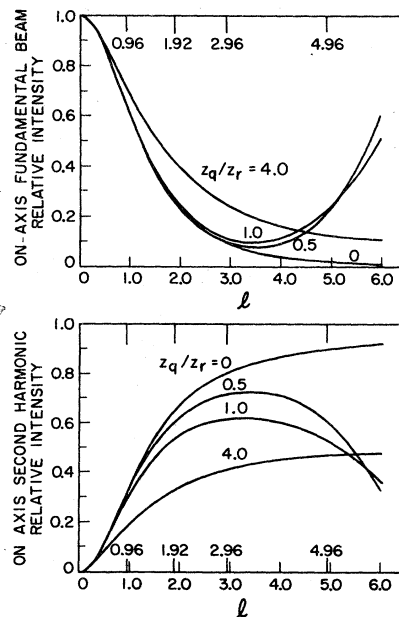 ON-AXIS FUNDAMENTAL BEAM
RELATIVE INTENSITY
1.0
0.8
0.6
0.4
0.2
0
0.96 1.92 2.96 4.96
z_q/z_r = 4.0
1.0
0.5
0
0 1.0 2.0 3.0 4.0 5.0 6.0
ℓ
ON AXIS SECOND HARMONIC
RELATIVE INTENSITY
1.0
0.8
0.6
0.4
0.2
0
z_q/z_r = 0
0.5
1.0
4.0
0.96 1.92 2.96 4.96
0 1.0 2.0 3.0 4.0 5.0 6.0
ℓ